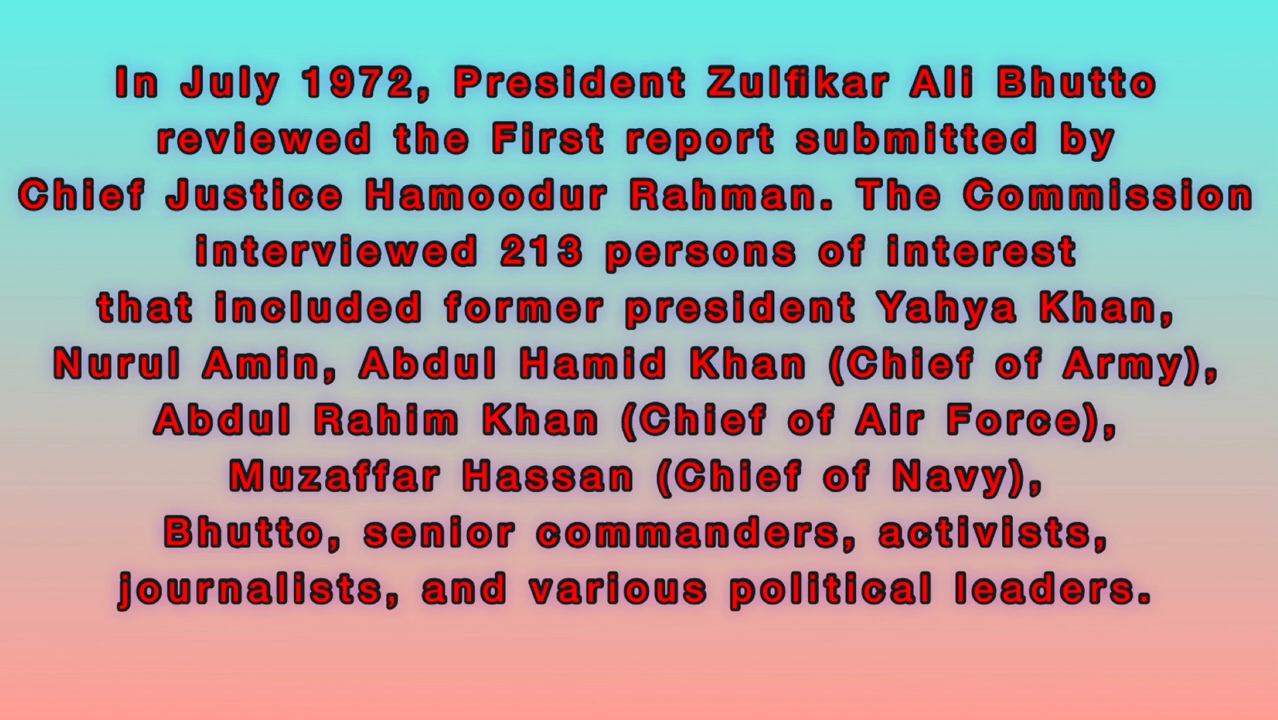 In July 1972, President Zulfikar Ali Bhutto
reviewed the First report submitted by
Chief Justice Hamoodur Rahman. The Commission
interviewed 213 persons of interest
that included former president Yahya Khan,
Nurul Amin, Abdul Hamid Khan (Chief of Army),
Abdul Rahim Khan (Chief of Air Force),
Muzaffar Hassan (Chief of Navy),
Bhutto, senior commanders, activists,
journalists, and various political leaders.